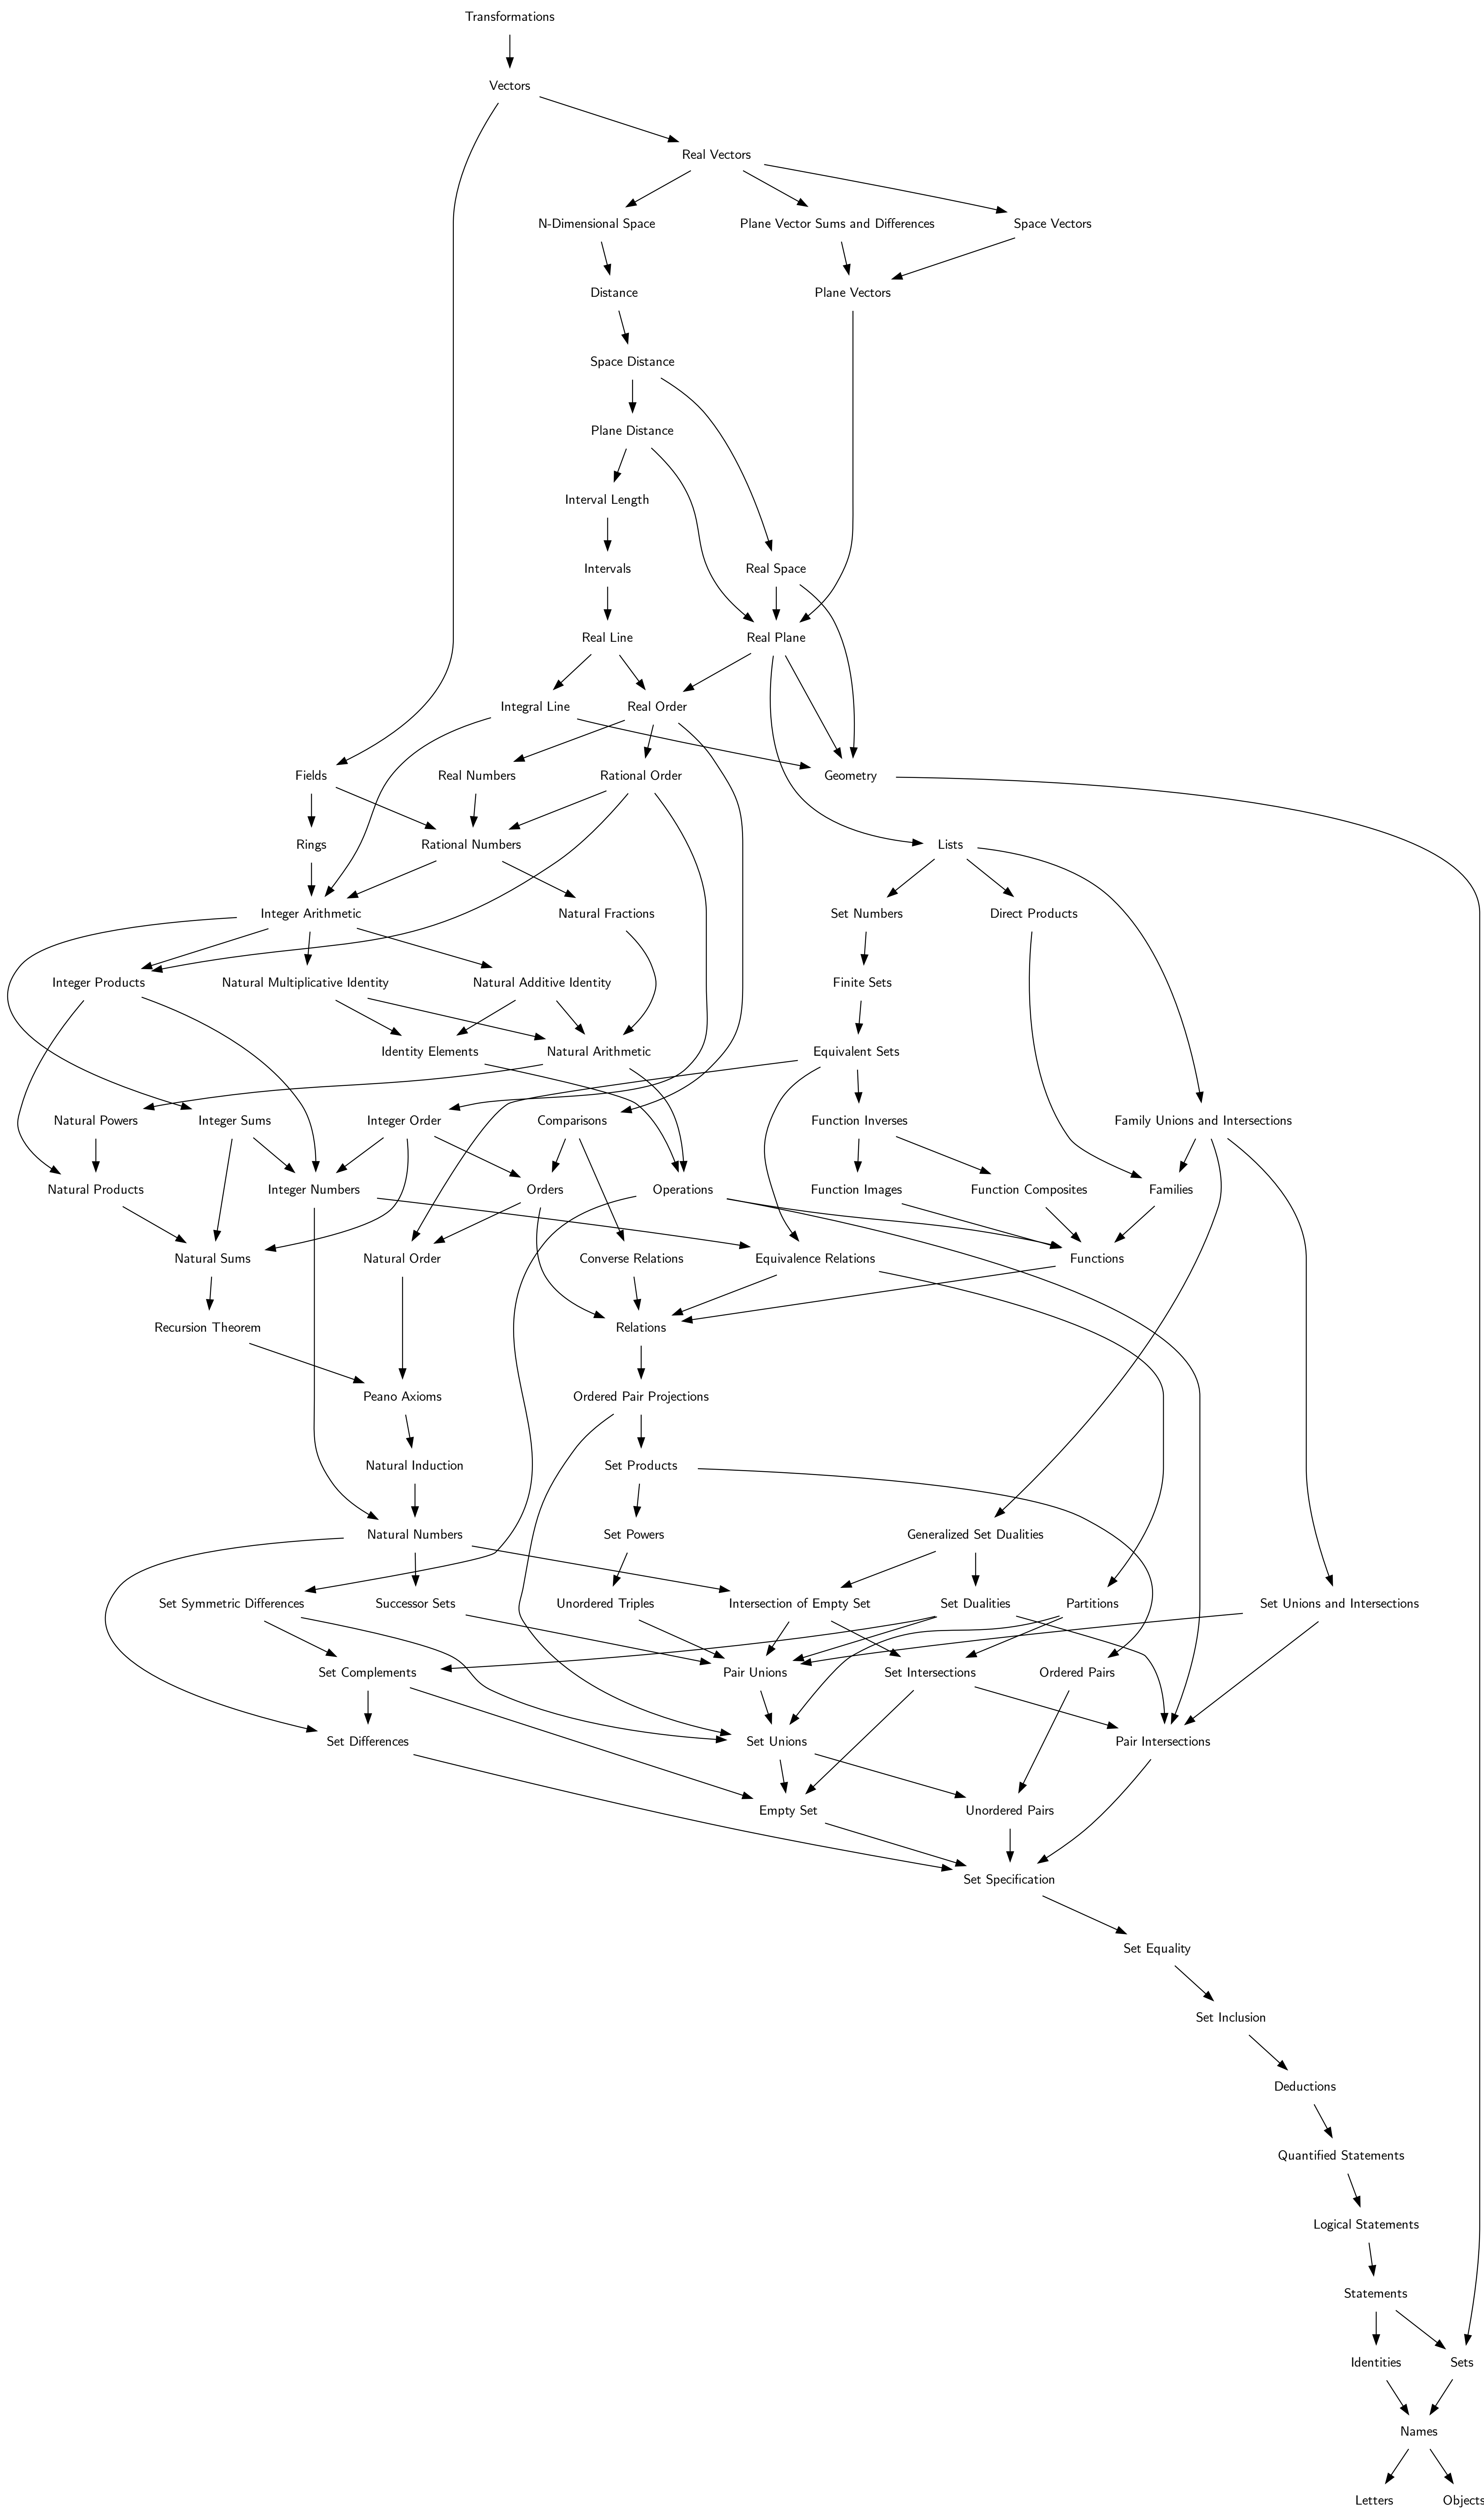 Transformations
Vectors
Real Vectors
N-Dimensional Space
Plane Vector Sums and Differences
Space Vectors
Distance
Plane Vectors
Space Distance
Plane Distance
Interval Length
Intervals
Real Space
Real Line
Real Plane
Integral Line
Real Order
Fields
Real Numbers
Rational Order
Geometry
Rings
Rational Numbers
Lists
Integer Arithmetic
Natural Fractions
Set Numbers
Direct Products
Integer Products
Natural Multiplicative Identity
Natural Additive Identity
Finite Sets
Identity Elements
Natural Arithmetic
Equivalent Sets
Natural Powers
Integer Sums
Integer Order
Comparisons
Function Inverses
Family Unions and Intersections
Natural Products
Integer Numbers
Orders
Operations
Function Images
Function Composites
Families
Natural Sums
Natural Order
Converse Relations
Equivalence Relations
Functions
Recursion Theorem
Relations
Peano Axioms
Ordered Pair Projections
Natural Induction
Set Products
Natural Numbers
Set Powers
Generalized Set Dualities
Set Symmetric Differences
Successor Sets
Unordered Triples
Intersection of Empty Set
Set Dualities
Partitions
Set Unions and Intersections
Set Complements
Pair Unions
Set Intersections
Ordered Pairs
Set Differences
Set Unions
Pair Intersections
Empty Set
Unordered Pairs
Set Specification
Set Equality
Set Inclusion
Deductions
Quantified Statements
Logical Statements
Statements
Identities
Sets
Names
Letters
Objects